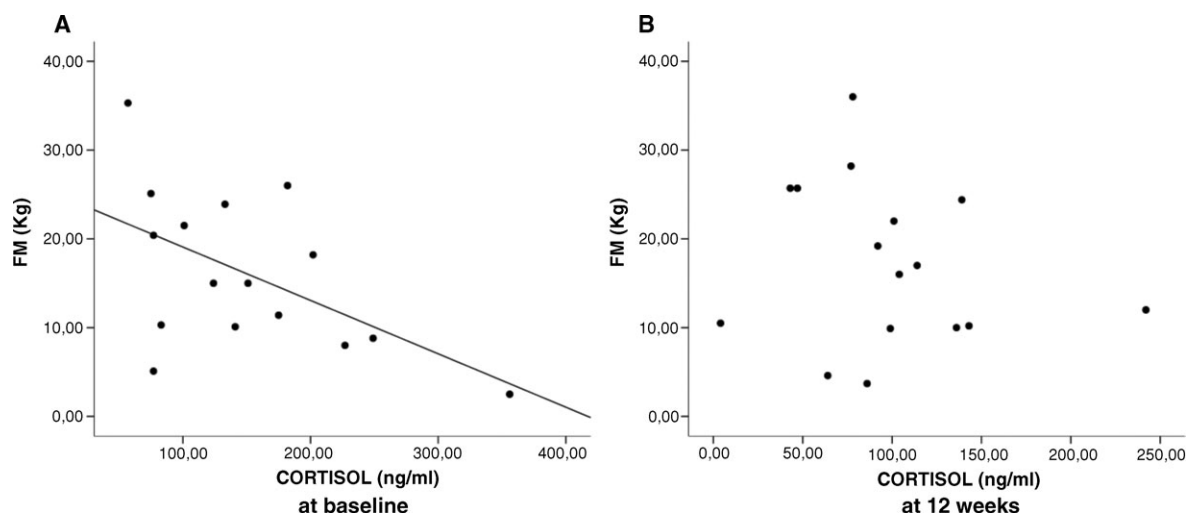 A
40,00
30,00
20,00
10,00
0,00
FM (Kg)
100,00 200,00 300,00 400,00
CORTISOL (ng/ml)
at baseline
B
40,00
30,00
20,00
10,00
0,00
FM (Kg)
0,00 50,00 100,00 150,00 200,00 250,00
CORTISOL (ng/ml)
at 12 weeks